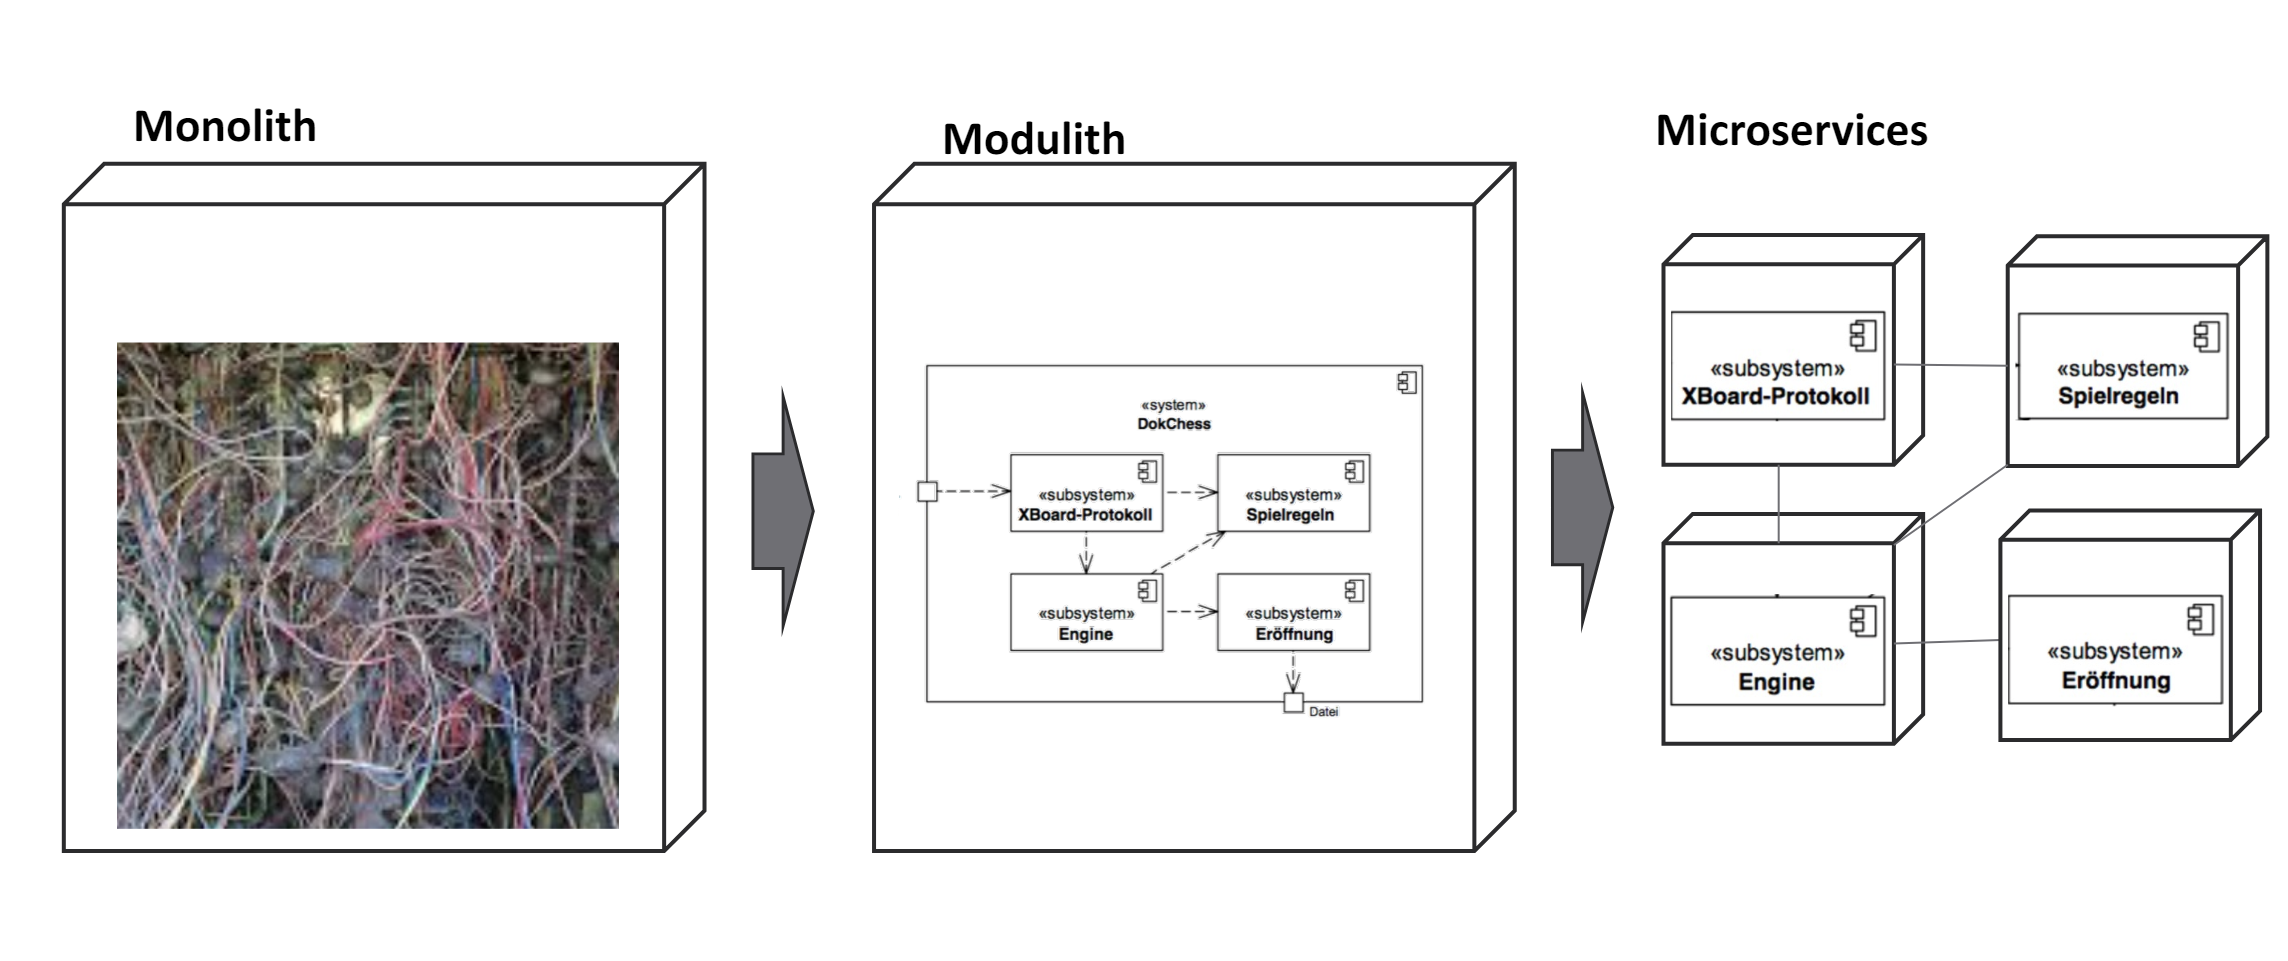 Monolith
Modulith
«system»
DokChess
«subsystem»
XBoard-Protokoll
«subsystem»
Spielregeln
«subsystem»
Engine
«subsystem»
Eröffnung
Datei
Microservices
«subsystem»
XBoard-Protokoll
«subsystem»
Spielregeln
«subsystem»
Engine
«subsystem»
Eröffnung